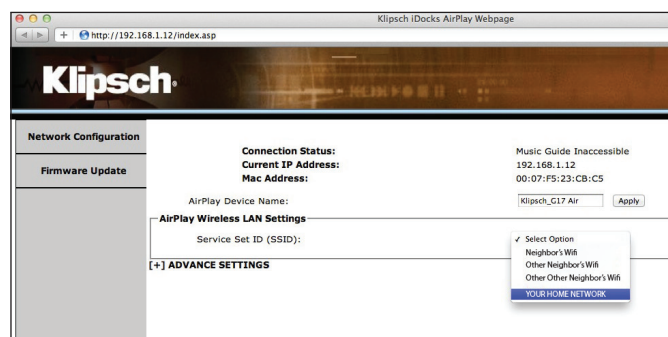 Klipsch iDocks AirPlay Webpage
http://192.168.1.12/index.asp
Klipsch
Network Configuration
Firmware Update
Connection Status: Music Guide Inaccessible
Current IP Address: 192.168.1.12
Mac Address: 00:07:F5:23:CB:C5
AirPlay Device Name: Klipsch_G17 Air Apply
AirPlay Wireless LAN Settings
Service Set ID (SSID): ✓ Select Option
Neighbor's Wifi
Other Neighbor's Wifi
Other Other Neighbor's Wifi
YOUR HOME NETWORK
[+] ADVANCE SETTINGS